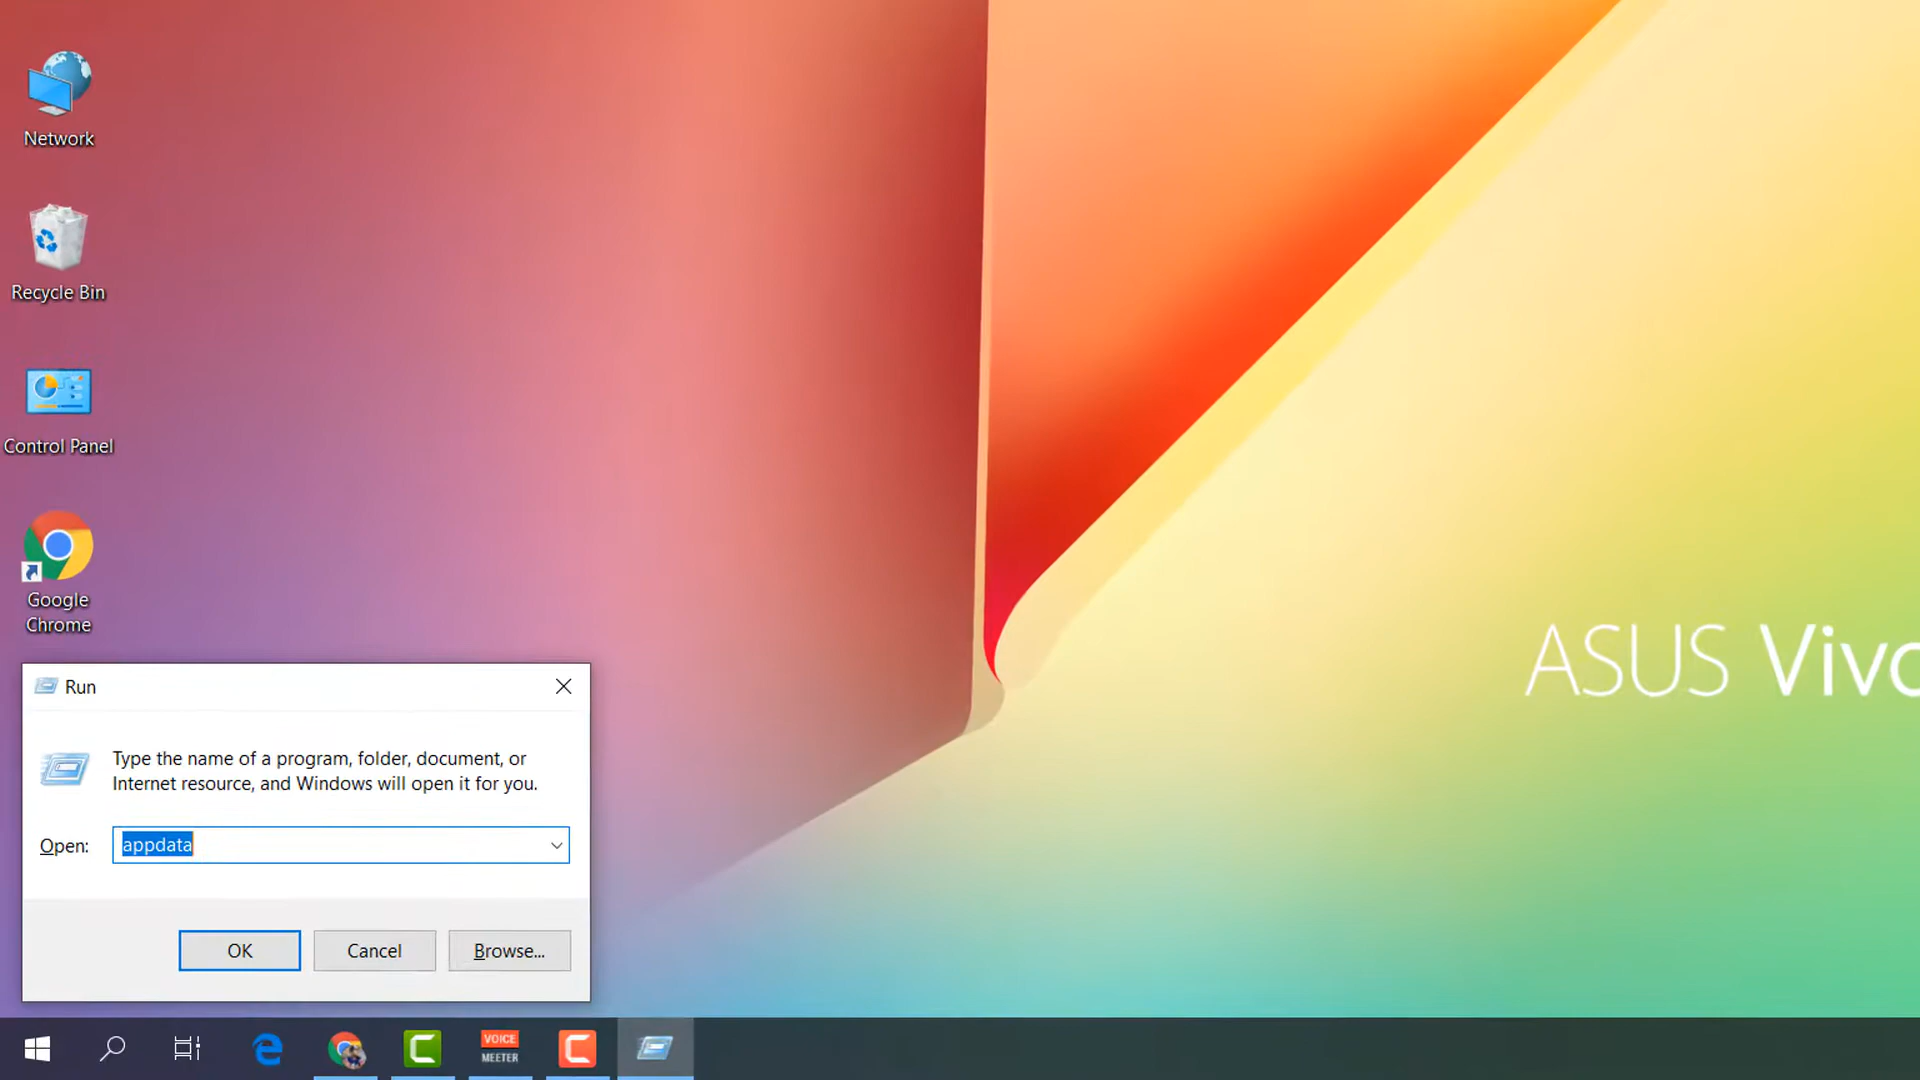 Network
Recycle Bin
Control Panel
Google
Chrome
ASUS Vivo
Run
Type the name of a program, folder, document, or
Internet resource, and Windows will open it for you.
Open: appdata
OK Cancel Browse...
VOICE
MEETER